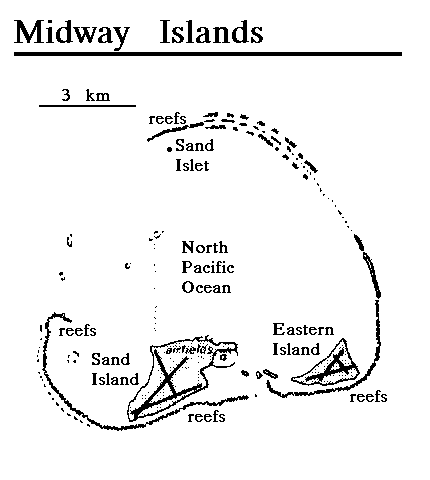 Midway Islands
3 km
reefs
Sand
Islet
North
Pacific
Ocean
reefs
Sand
Island
airfields
Eastern
Island
reefs
reefs